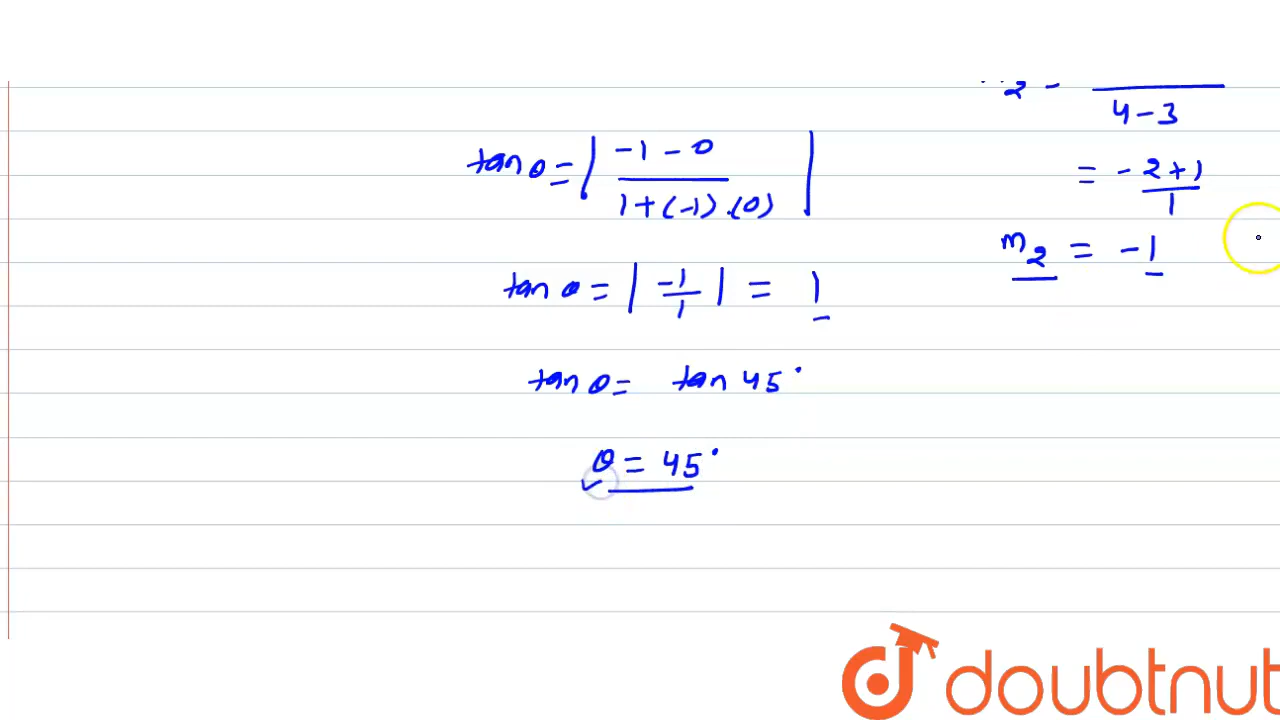 tan θ = | -1 - 0 / 1 + (-1) . (0) |
tan θ = | -1 / 1 | = 1
tan θ = tan 45°
θ = 45°
2 -
4 - 3
= - 2 + 1 / 1
m2 = -1
doubtnut